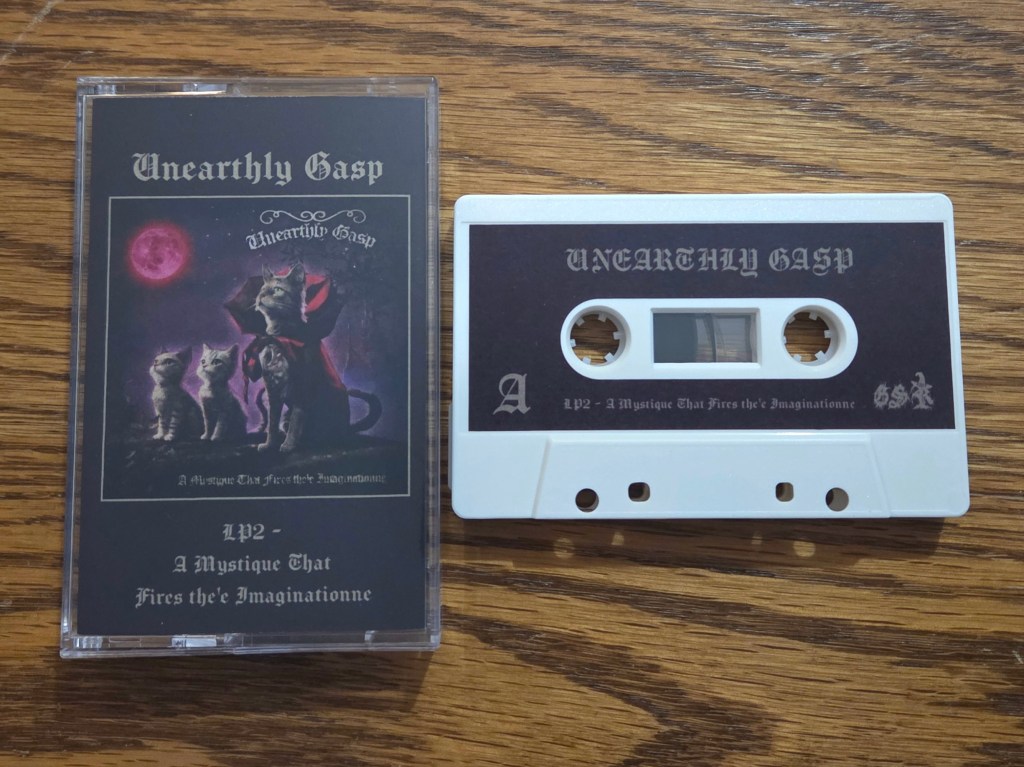 Unearthly Gasp
Unearthly Gasp
A Mystique That Fires the'e Imaginationne
LP2 -
A Mystique That
Fires the'e Imaginationne
UNEARTHLY GASP
A
LP2 - A Mystique That Fires the'e Imaginationne